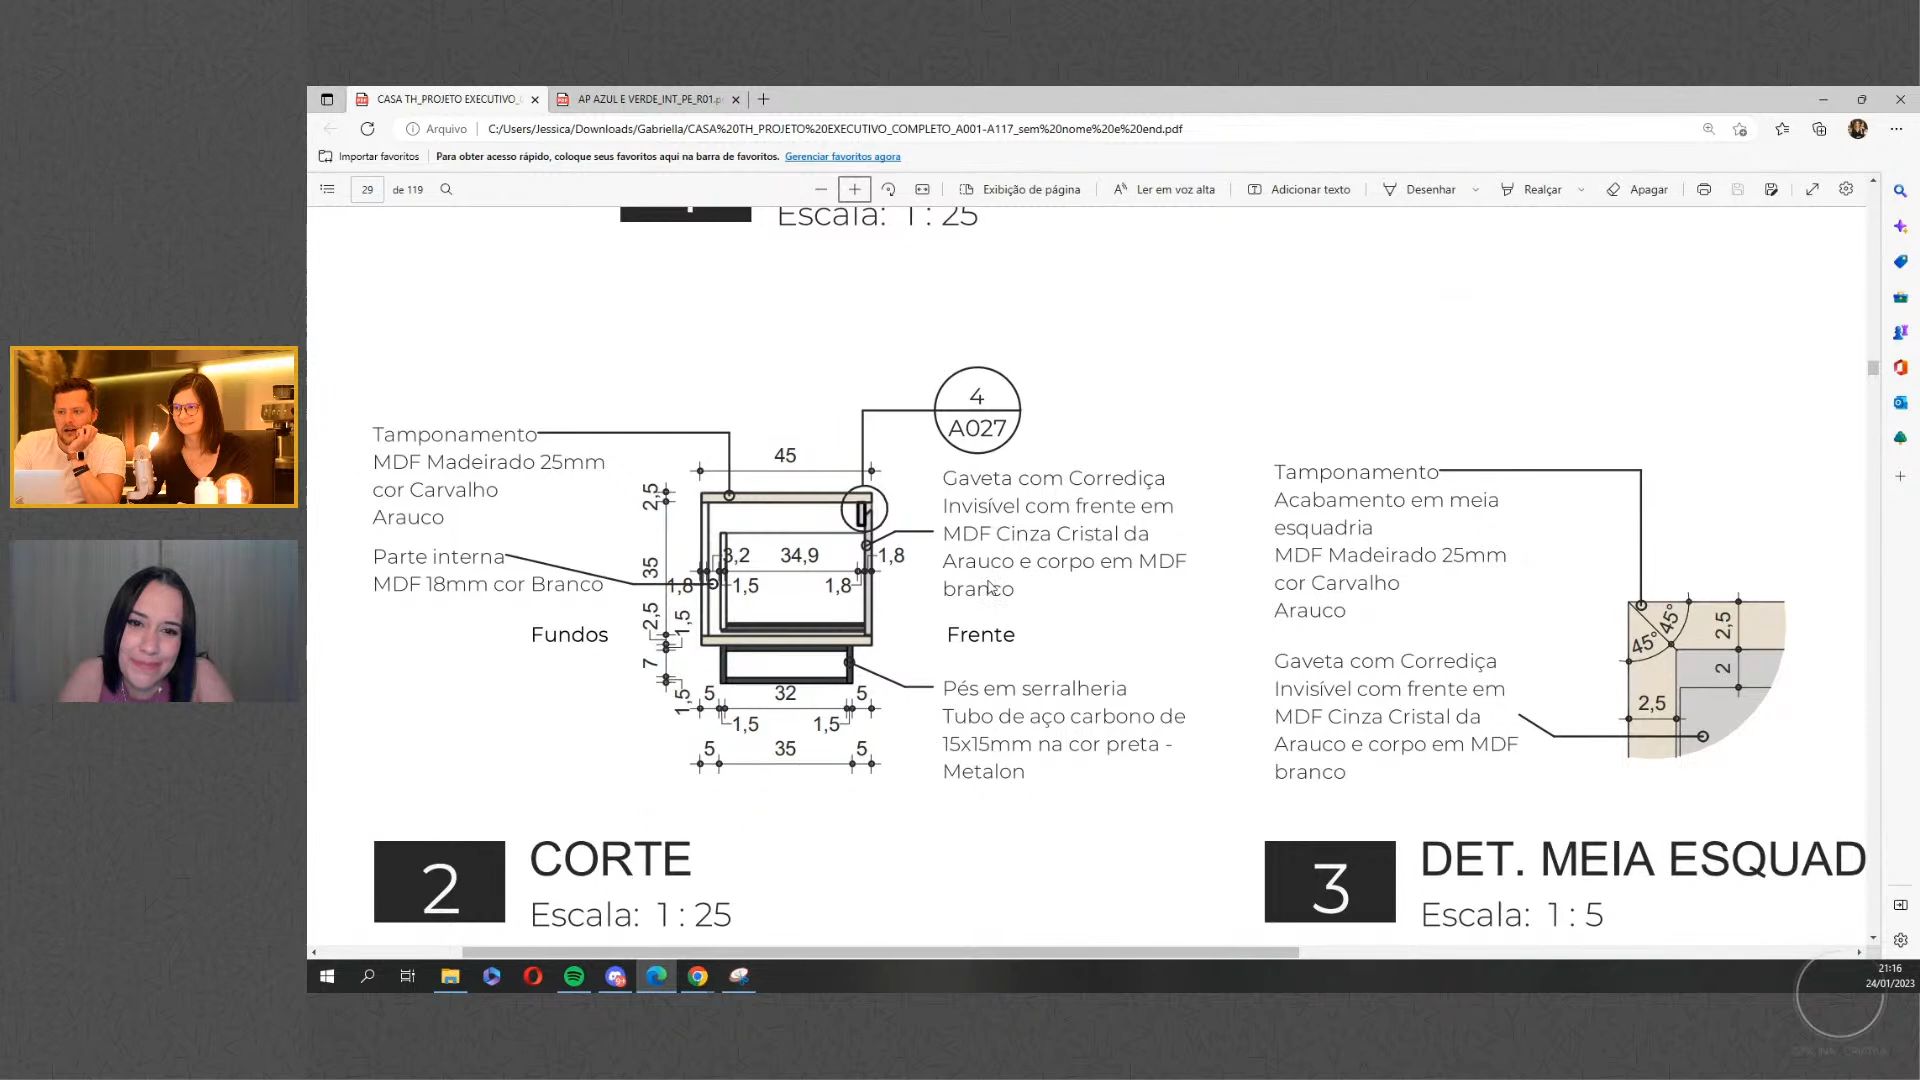 CASA TH_PROJETO EXECUTIVO_
AP AZUL E VERDE_INT_PE_R01.p
Arquivo
C:/Users/Jessica/Downloads/Gabriella/CASA%20TH_PROJETO%20EXECUTIVO_COMPLETO_A001-A117_sem%20nome%20e%20end.pdf
Importar favoritos
Para obter acesso rápido, coloque seus favoritos aqui na barra de favoritos. Gerenciar favoritos agora
29 de 119
Exibição de página
Ler em voz alta
Adicionar texto
Desenhar
Realçar
Apagar
Escala: 1 : 25
4
A027
Tamponamento
MDF Madeirado 25mm
cor Carvalho
Arauco
Parte interna
MDF 18mm cor Branco
Fundos
45
2,5
35
2,5
1,5
7
1,5
3,2
34,9
1,8
1,8
1,5
1,8
5
32
5
1,5
1,5
5
35
5
Gaveta com Corrediça
Invisível com frente em
MDF Cinza Cristal da
Arauco e corpo em MDF
branco
Frente
Pés em serralheria
Tubo de aço carbono de
15x15mm na cor preta -
Metalon
Tamponamento
Acabamento em meia
esquadria
MDF Madeirado 25mm
cor Carvalho
Arauco
Gaveta com Corrediça
Invisível com frente em
MDF Cinza Cristal da
Arauco e corpo em MDF
branco
45°
45°
2,5
2
2,5
2
CORTE
Escala: 1 : 25
3
DET. MEIA ESQUAD
Escala: 1 : 5
21:16
24/01/2023